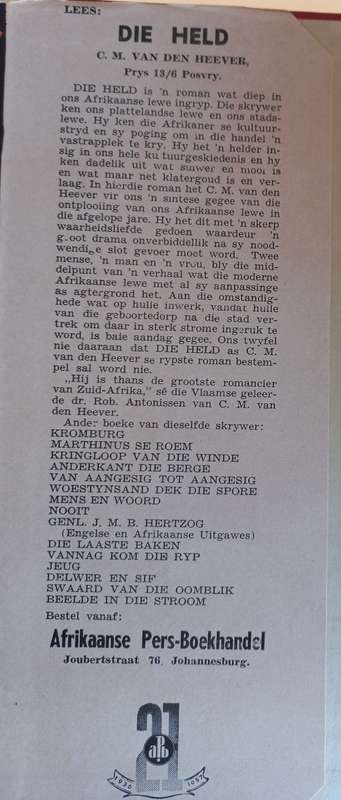 LEES:
DIE HELD
C. M. VAN DEN HEEVER,
Prys 13/6 Posvry.
DIE HELD is 'n roman wat diep in
ons Afrikaanse lewe ingryp. Die skrywer
ken ons plattelandse lewe en ons stads-
lewe. Hy ken die Afrikaner se kultuur-
stryd en sy poging om in die handel 'n
vastrapplek te kry. Hy het 'n helder in-
sig in ons hele kultuurgeskiedenis en hy
ken dadelik uit wat suiwer en mooi is
en wat maar net klatergoud is en ver-
laag. In hierdie roman het C. M. van den
Heever vir ons 'n sintese gegee van die
ontplooiing van ons Afrikaanse lewe in
die afgelope jare. Hy het dit met 'n skerp
waarheidsliefde gedoen waardeur 'n
groot drama onverbiddelik na sy nood-
wendige slot gevoer moet word. Twee
mense, 'n man en 'n vrou, bly die mid-
delpunt van 'n verhaal wat die moderne
Afrikaanse lewe met al sy aanpassinge
as agtergrond het. Aan die omstandig-
hede wat op hulle inwerk, vandat hulle
van die geboortedorp na die stad ver-
trek om daar in sterk strome ingeruk te
word, is baie aandag gegee. Ons twyfel
nie daaraan dat DIE HELD as C. M.
van den Heever se rypste roman bestem-
pel sal word nie.
„Hij is thans de grootste romancier
van Zuid-Afrika,” sê die Vlaamse geleer-
de dr. Rob. Antonissen van C. M. van
den Heever.
Ander boeke van dieselfde skrywer:
KROMBURG
MARTHINUS SE ROEM
KRINGLOOP VAN DIE WINDE
ANDERKANT DIE BERGE
VAN AANGESIG TOT AANGESIG
WOESTYNSAND DEK DIE SPORE
MENS EN WOORD
NOOIT
GENL. J. M. B. HERTZOG
(Engelse en Afrikaanse Uitgawes)
DIE LAASTE BAKEN
VANNAG KOM DIE RYP
JEUG
DELWER EN SIF
SWAARD VAN DIE OOMBLIK
BEELDE IN DIE STROOM
Bestel vanaf:
Afrikaanse Pers-Boekhandel
Joubertstraat 76, Johannesburg.
21
apb
1936 1957